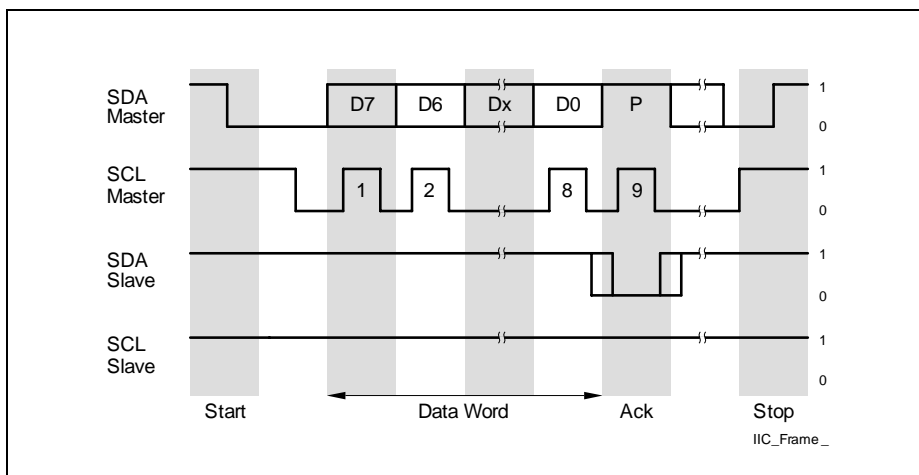 SDA
Master
D7 D6 Dx D0 P
1
0
SCL
Master
1 2 8 9
1
0
SDA
Slave
1
0
SCL
Slave
1
0
Start Data Word Ack Stop
IIC_Frame_